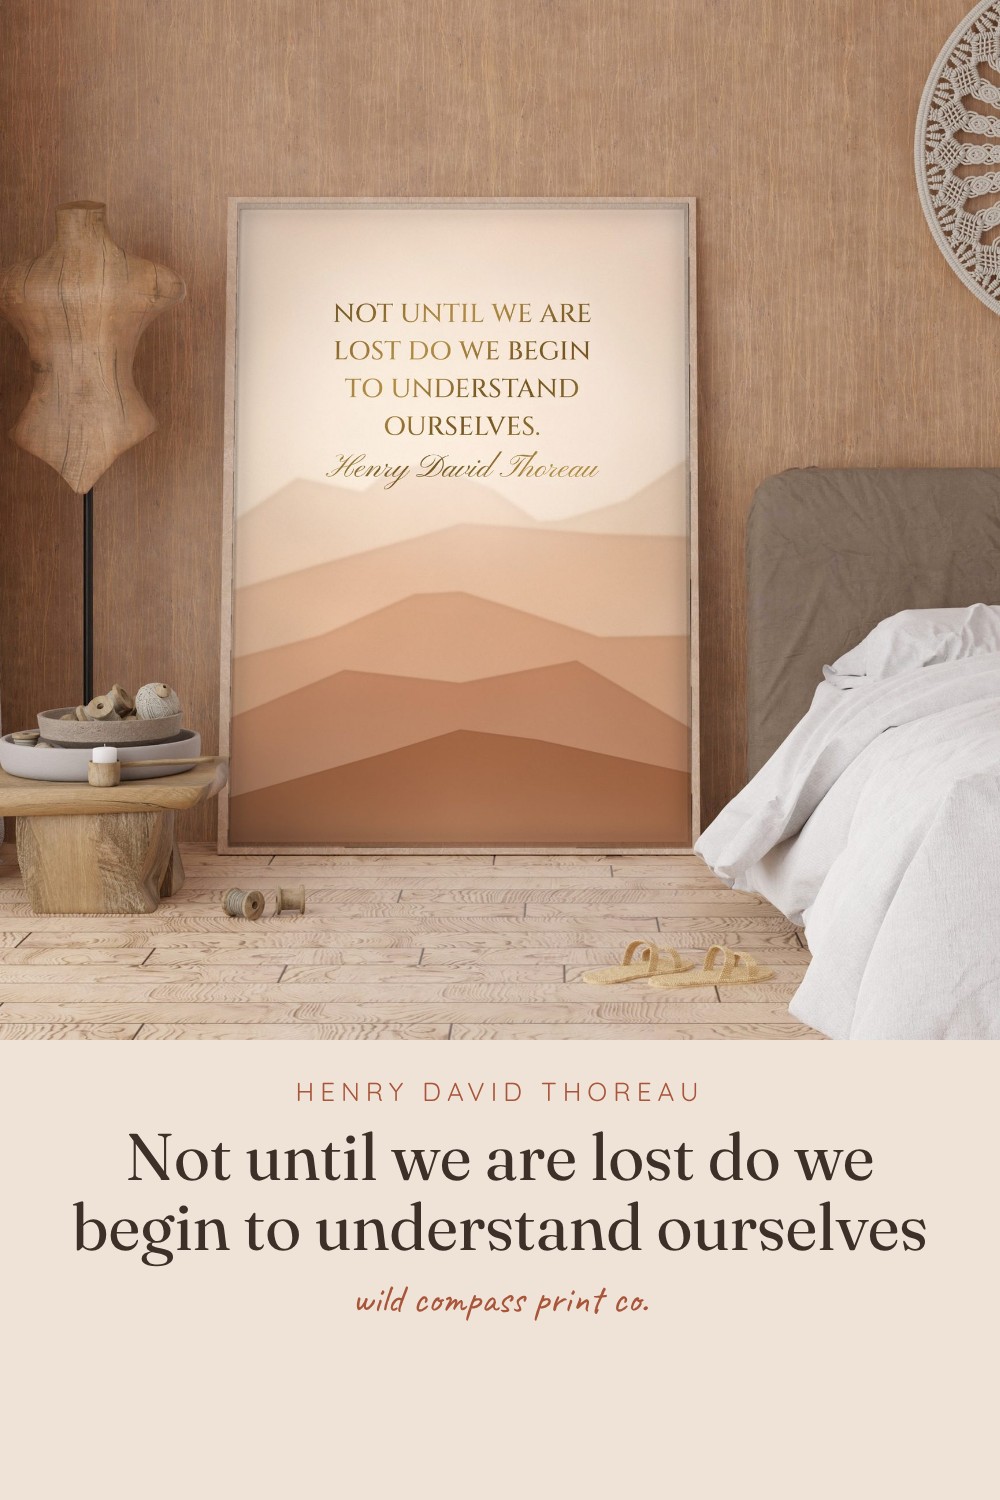 NOT UNTIL WE ARE
LOST DO WE BEGIN
TO UNDERSTAND
OURSELVES.
Henry David Thoreau
HENRY DAVID THOREAU
Not until we are lost do we
begin to understand ourselves
wild compass print co.